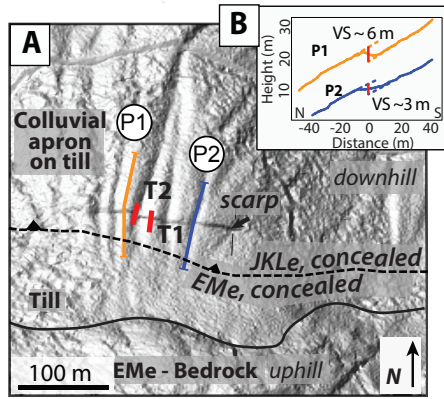 A
B
Height (m)
30
20
10
P1
VS ~ 6 m
P2
VS ~ 3 m
N
S
-40
-20
0
20
40
Distance (m)
Colluvial
apron
on till
P1
P2
T2
T1
scarp
downhill
JKLe, concealed
EMe, concealed
Till
EMe - Bedrock uphill
100 m
N